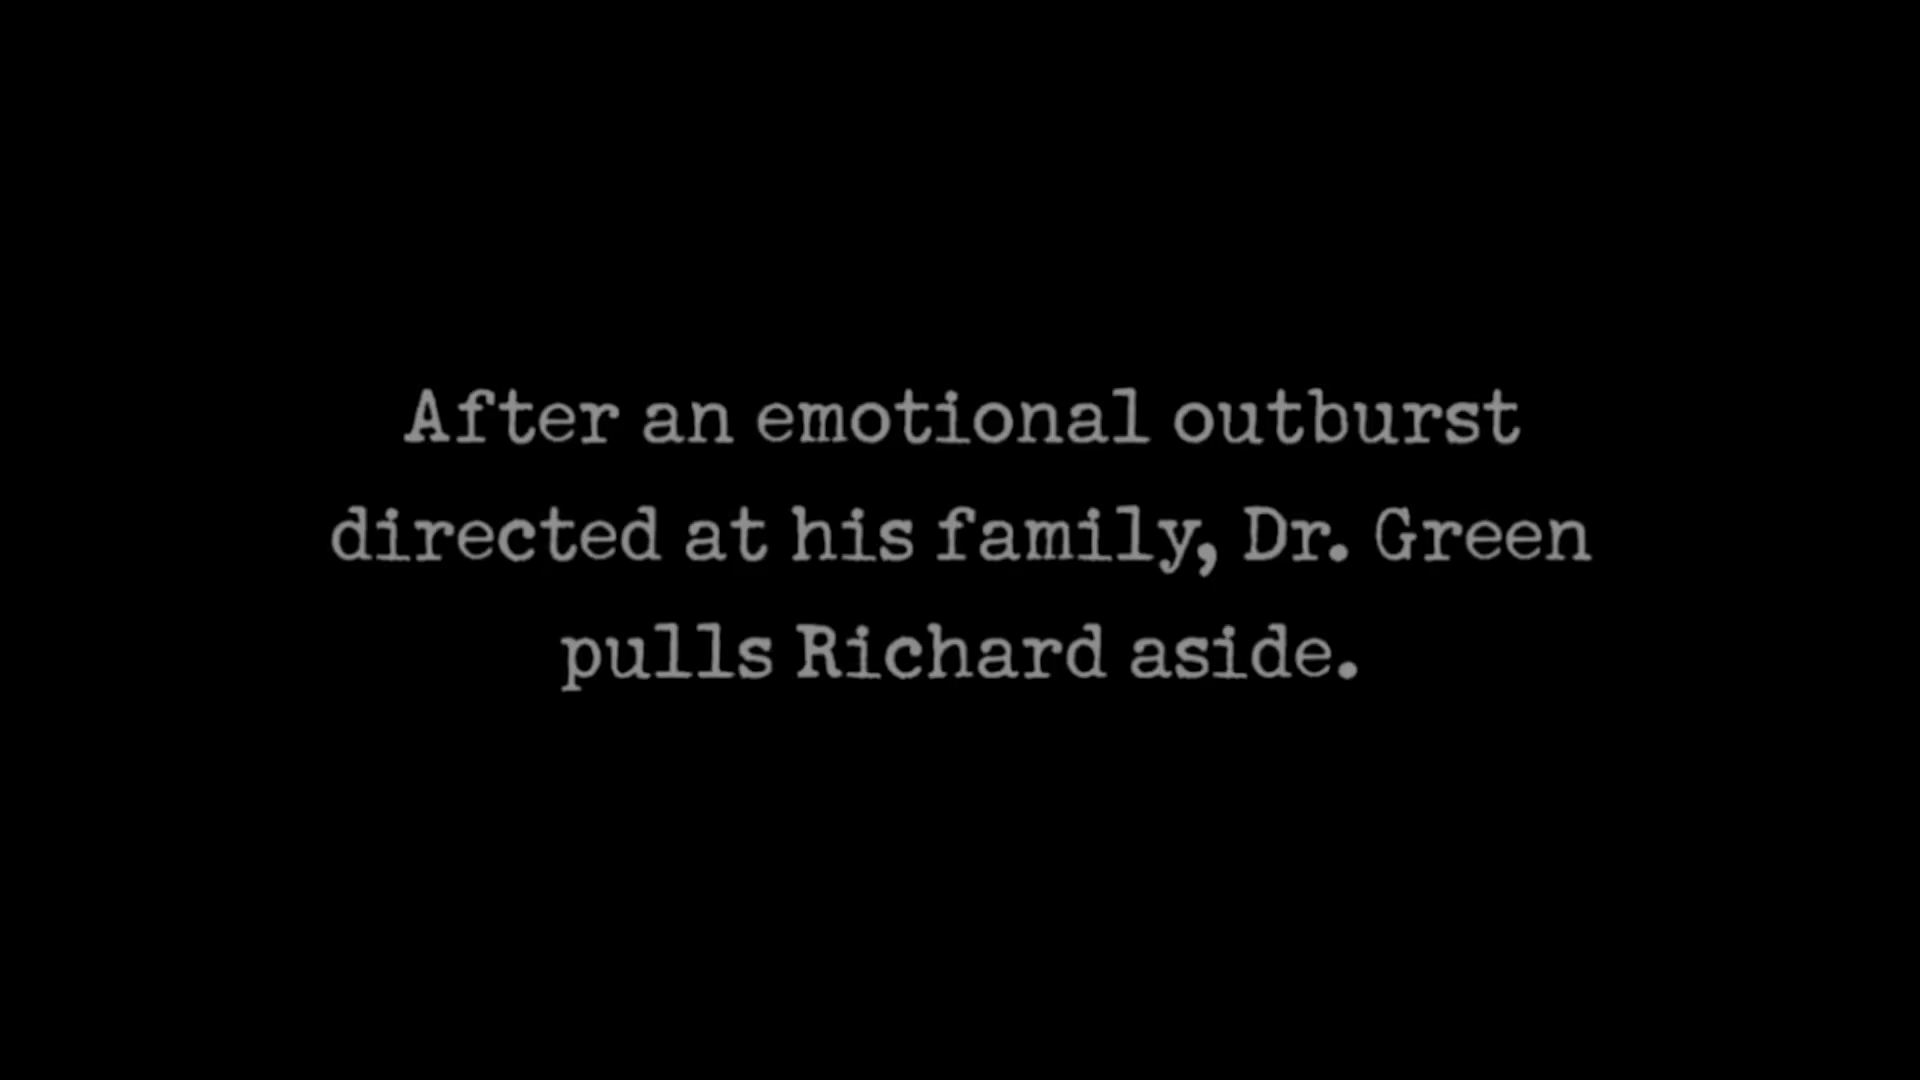 After an emotional outburst
directed at his family, Dr. Green
pulls Richard aside.